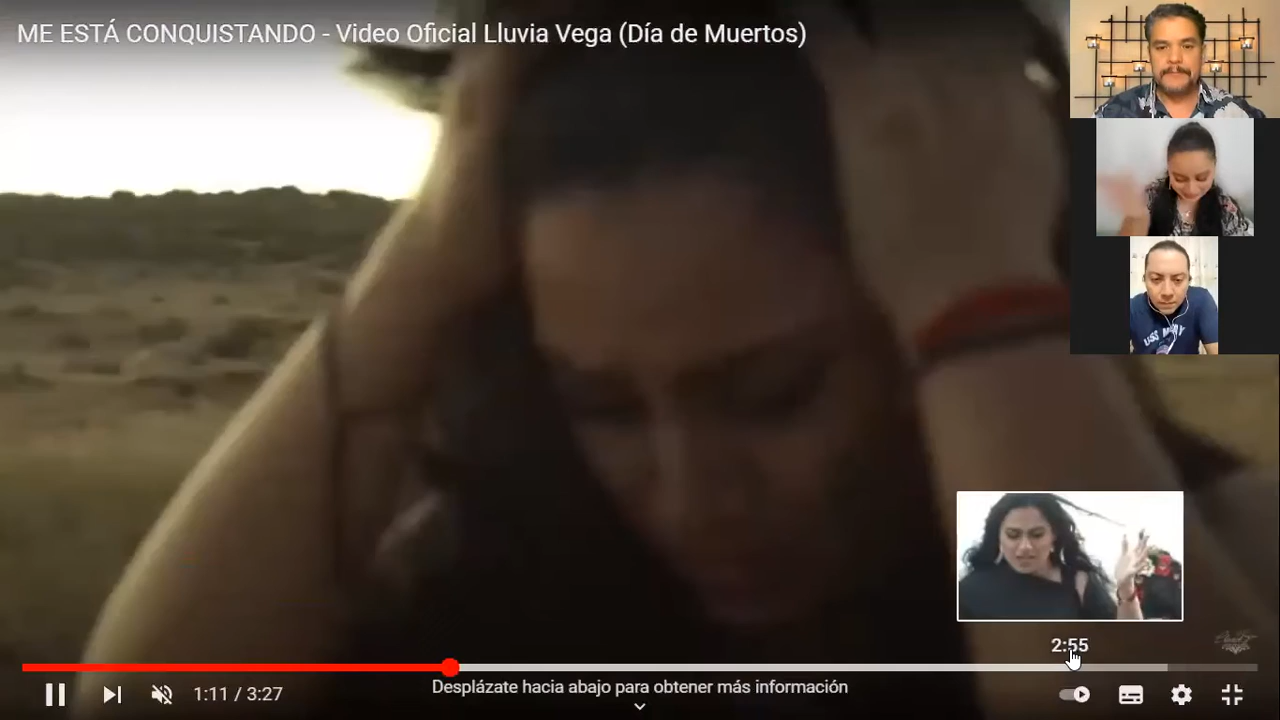 ME ESTÁ CONQUISTANDO - Video Oficial Lluvia Vega (Día de Muertos)
USS
2:55
1:11 / 3:27
Desplázate hacia abajo para obtener más información